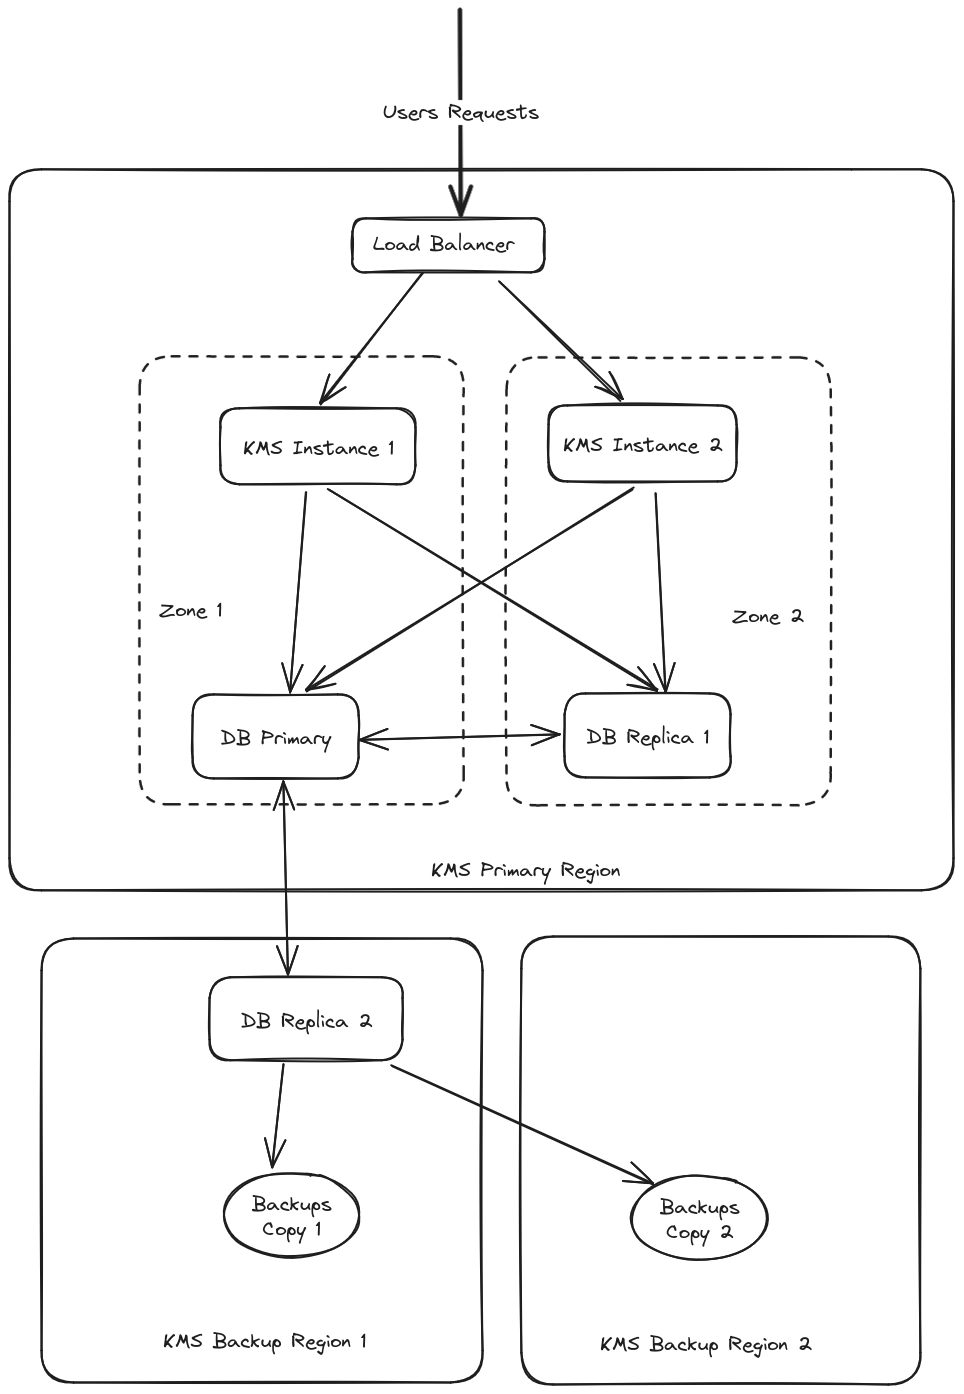 Users Requests
Load Balancer
KMS Instance 1
KMS Instance 2
Zone 1
Zone 2
DB Primary
DB Replica 1
KMS Primary Region
DB Replica 2
Backups
Copy 1
Backups
Copy 2
KMS Backup Region 1
KMS Backup Region 2